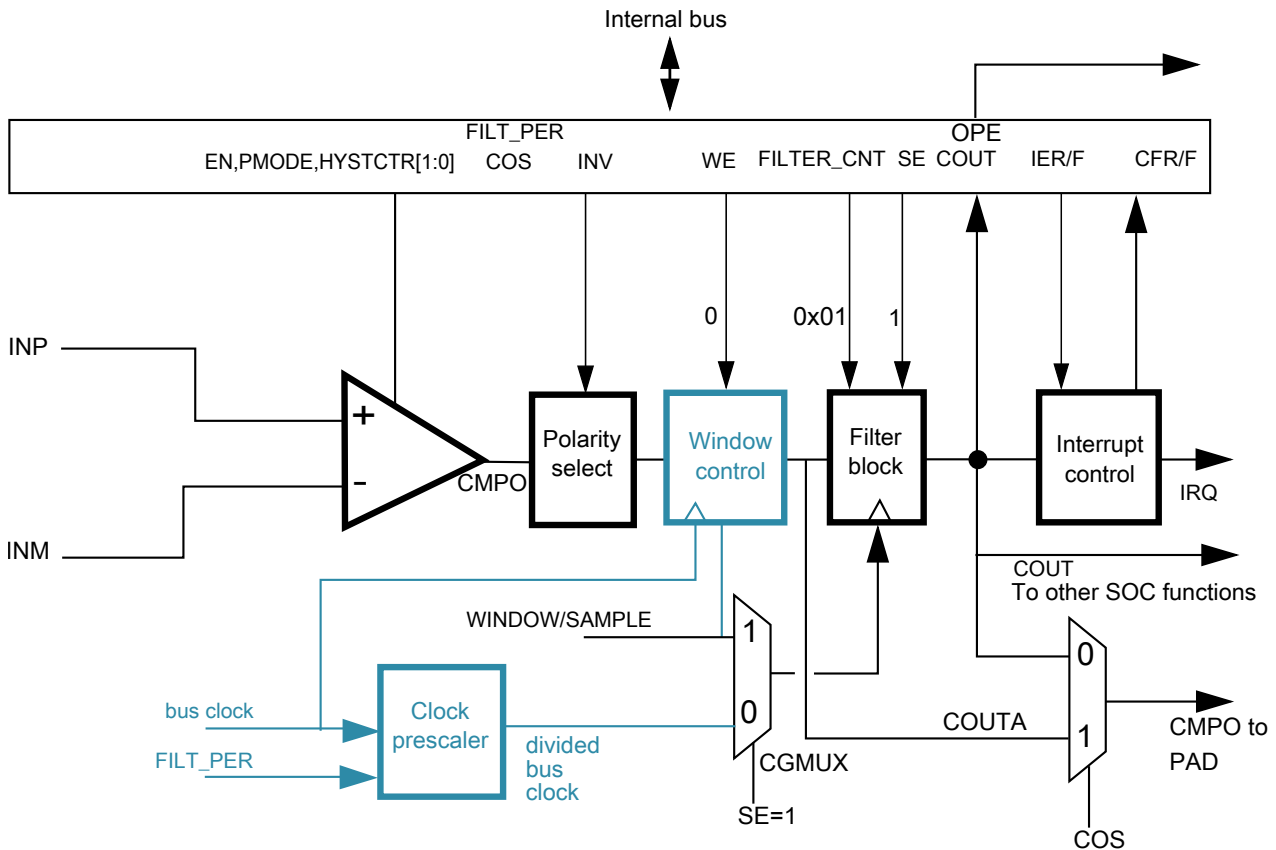 Internal bus
FILT_PER
OPE
EN,PMODE,HYSTCTR[1:0]
COS
INV
WE
FILTER_CNT
SE
COUT
IER/F
CFR/F
0
0x01
1
INP
+
-
INM
CMPO
Polarity
select
Window
control
Filter
block
Interrupt
control
IRQ
COUT
To other SOC functions
WINDOW/SAMPLE
1
0
CGMUX
SE=1
bus clock
FILT_PER
Clock
prescaler
divided
bus
clock
COUTA
0
1
CMPO to
PAD
COS